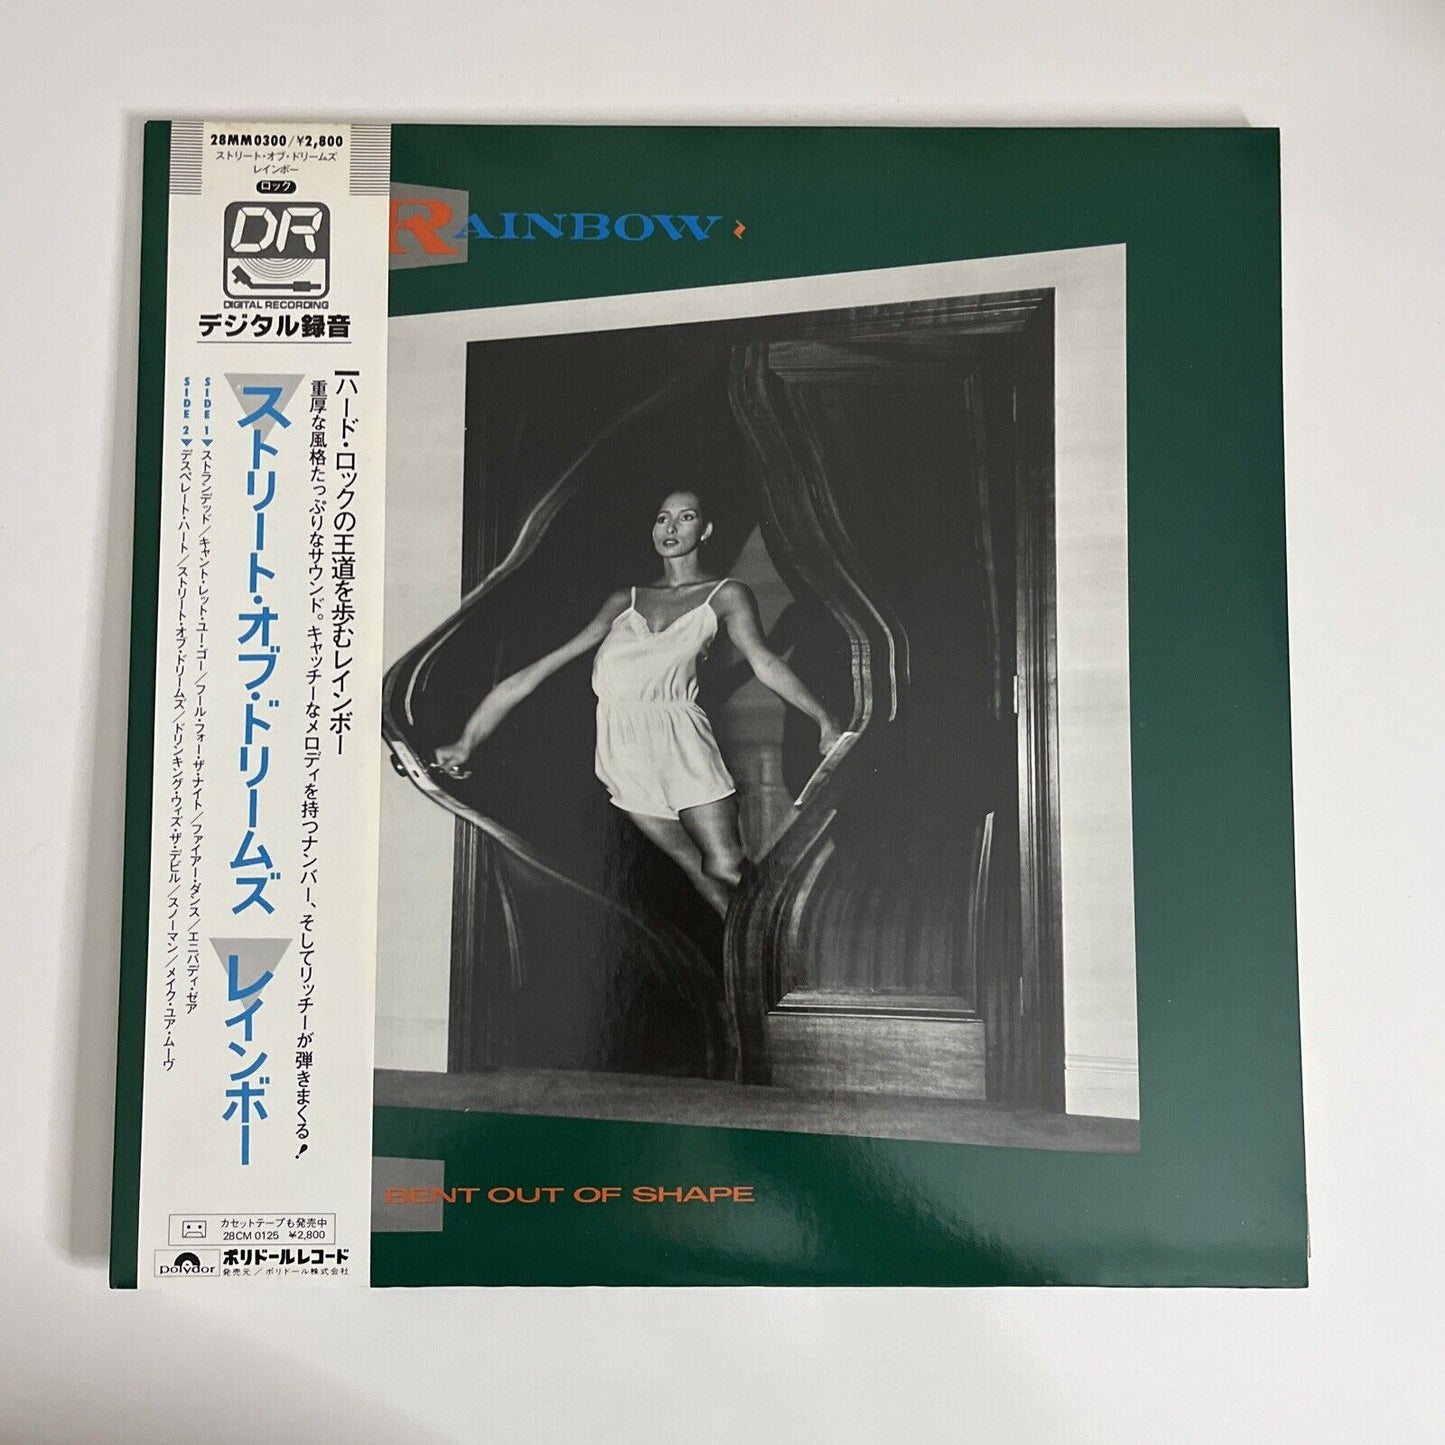 28MM0300/¥2,800
ストリート・オブ・ドリームズ
レインボー
ロック
DR
DIGITAL RECORDING
デジタル録音
ハード・ロックの王道を歩むレインボー
重厚な風格たっぷりなサウンド。キャッチーなメロディを持つナンバー、そしてリッチーが弾きまくる!
ストリート・オブ・ドリームズ レインボー
SIDE 1▼ストランデッド/キャント・レット・ユー・ゴー/フール・フォー・ザ・ナイト/ファイアー・ダンス/エニバディ・ゼア
SIDE 2▼デスペレート・ハート/ストリート・オブ・ドリームズ/ドリンキング・ウィズ・ザ・デビル/スノーマン/メイク・ユア・ムーヴ
カセットテープも発売中
28CM 0125 ¥2,800
polydor
ポリドールレコード
発売元/ポリドール株式会社
RAINBOW
BENT OUT OF SHAPE